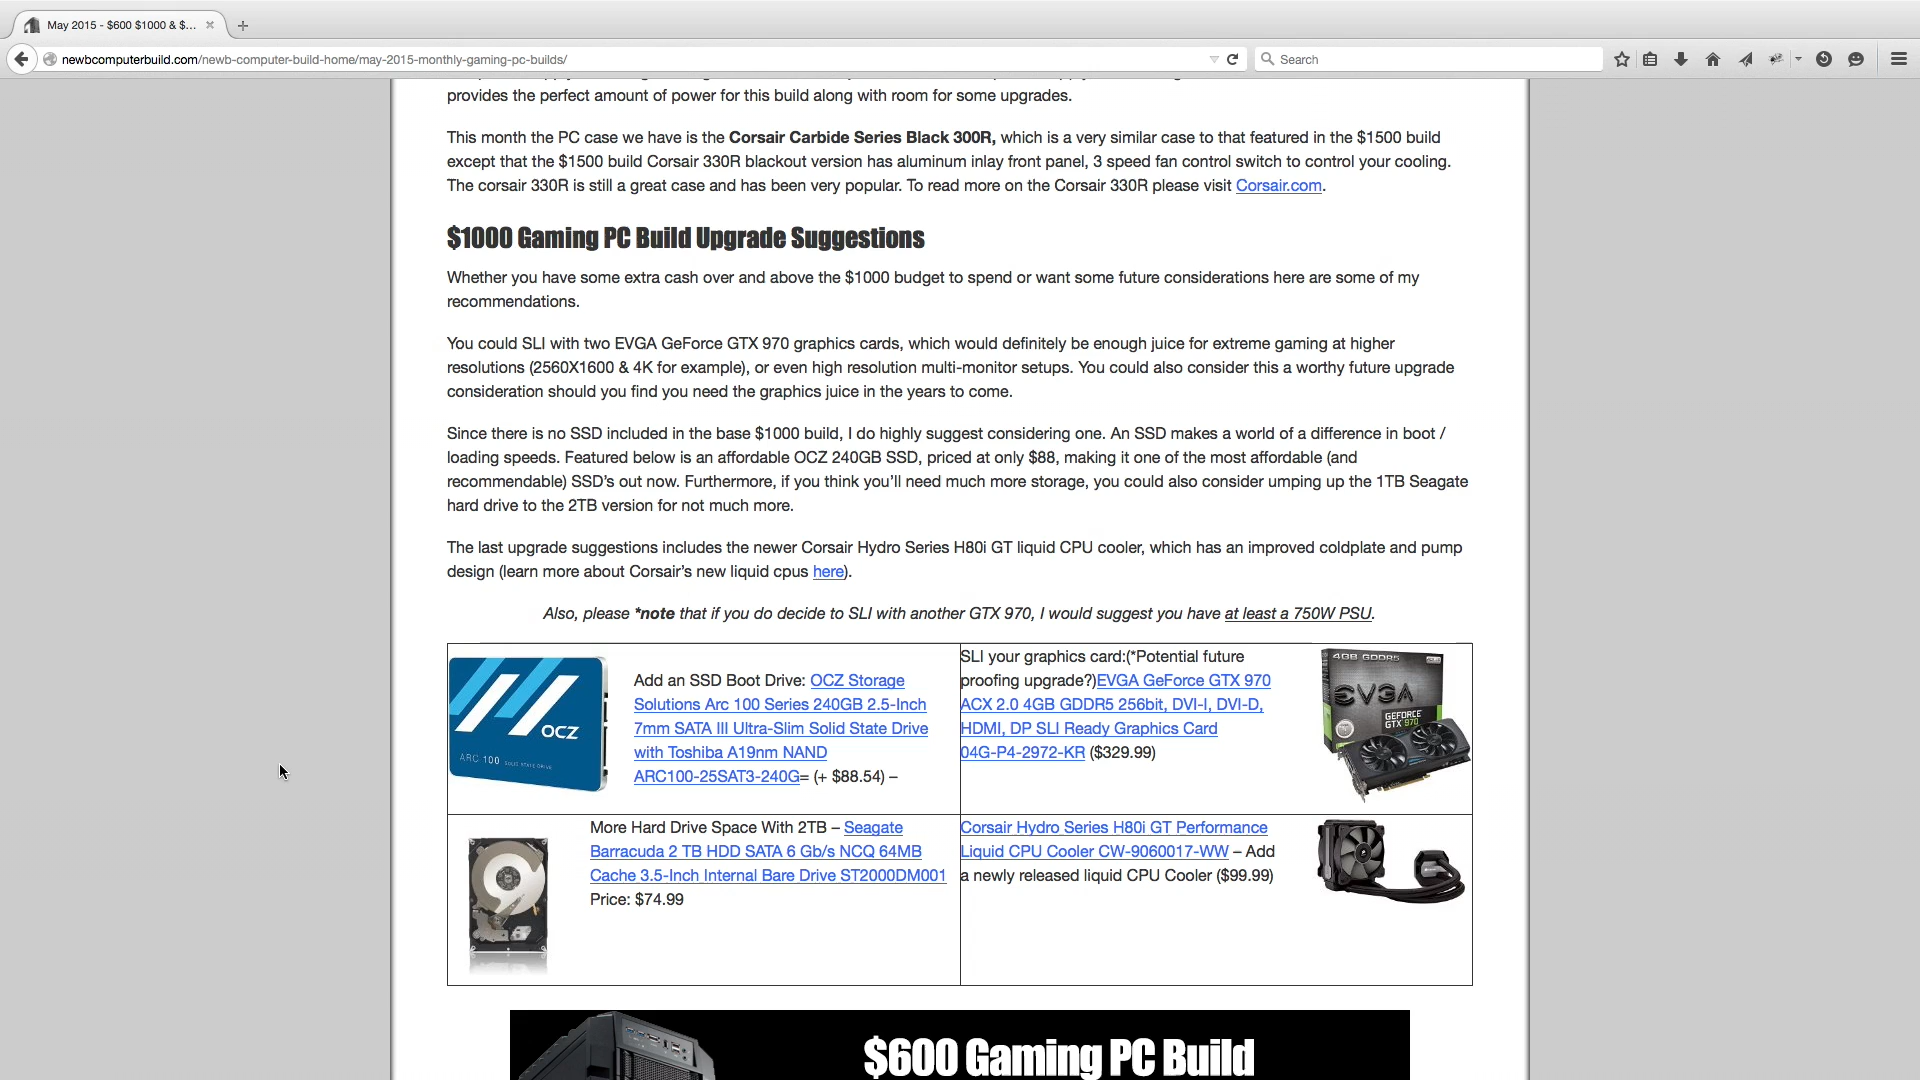 May 2015 - $600 $1000 & $...
newbcomputerbuild.com/newb-computer-build-home/may-2015-monthly-gaming-pc-builds/
Search
provides the perfect amount of power for this build along with room for some upgrades.
This month the PC case we have is the Corsair Carbide Series Black 300R, which is a very similar case to that featured in the $1500 build
except that the $1500 build Corsair 330R blackout version has aluminum inlay front panel, 3 speed fan control switch to control your cooling.
The corsair 330R is still a great case and has been very popular. To read more on the Corsair 330R please visit Corsair.com.
$1000 Gaming PC Build Upgrade Suggestions
Whether you have some extra cash over and above the $1000 budget to spend or want some future considerations here are some of my
recommendations.
You could SLI with two EVGA GeForce GTX 970 graphics cards, which would definitely be enough juice for extreme gaming at higher
resolutions (2560X1600 & 4K for example), or even high resolution multi-monitor setups. You could also consider this a worthy future upgrade
consideration should you find you need the graphics juice in the years to come.
Since there is no SSD included in the base $1000 build, I do highly suggest considering one. An SSD makes a world of a difference in boot /
loading speeds. Featured below is an affordable OCZ 240GB SSD, priced at only $88, making it one of the most affordable (and
recommendable) SSD's out now. Furthermore, if you think you'll need much more storage, you could also consider umping up the 1TB Seagate
hard drive to the 2TB version for not much more.
The last upgrade suggestions includes the newer Corsair Hydro Series H80i GT liquid CPU cooler, which has an improved coldplate and pump
design (learn more about Corsair's new liquid cpus here).
Also, please *note that if you do decide to SLI with another GTX 970, I would suggest you have at least a 750W PSU.
OCZ
ARC 100 SOLID STATE DRIVE
Add an SSD Boot Drive: OCZ Storage
Solutions Arc 100 Series 240GB 2.5-Inch
7mm SATA III Ultra-Slim Solid State Drive
with Toshiba A19nm NAND
ARC100-25SAT3-240G= (+ $88.54) –
SLI your graphics card:(*Potential future
proofing upgrade?)EVGA GeForce GTX 970
ACX 2.0 4GB GDDR5 256bit, DVI-I, DVI-D,
HDMI, DP SLI Ready Graphics Card
04G-P4-2972-KR ($329.99)
4GB GDDR5
EVGA
GEFORCE
GTX 970
More Hard Drive Space With 2TB – Seagate
Barracuda 2 TB HDD SATA 6 Gb/s NCQ 64MB
Cache 3.5-Inch Internal Bare Drive ST2000DM001
Price: $74.99
Corsair Hydro Series H80i GT Performance
Liquid CPU Cooler CW-9060017-WW – Add
a newly released liquid CPU Cooler ($99.99)
$600 Gaming PC Build